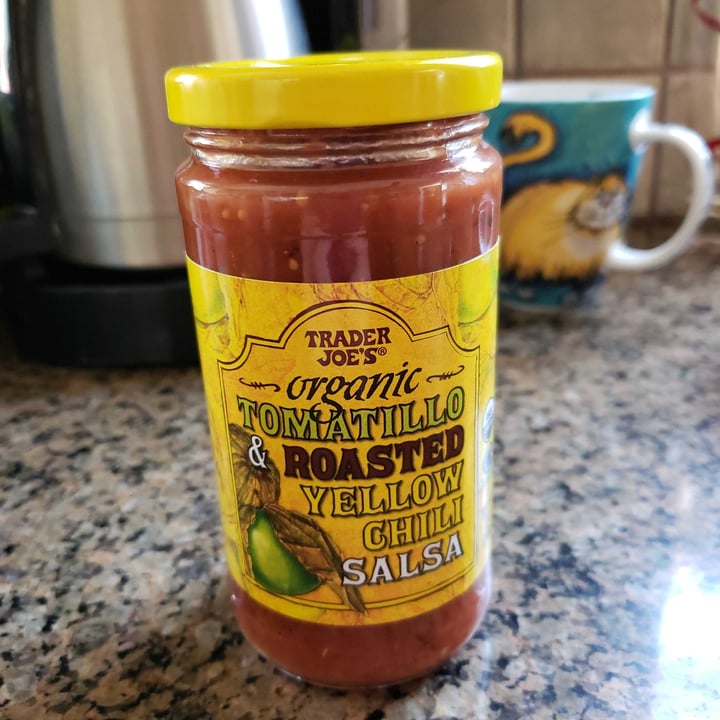 TRADER
JOE'S®
organic
TOMATILLO
& ROASTED
YELLOW
CHILI
SALSA